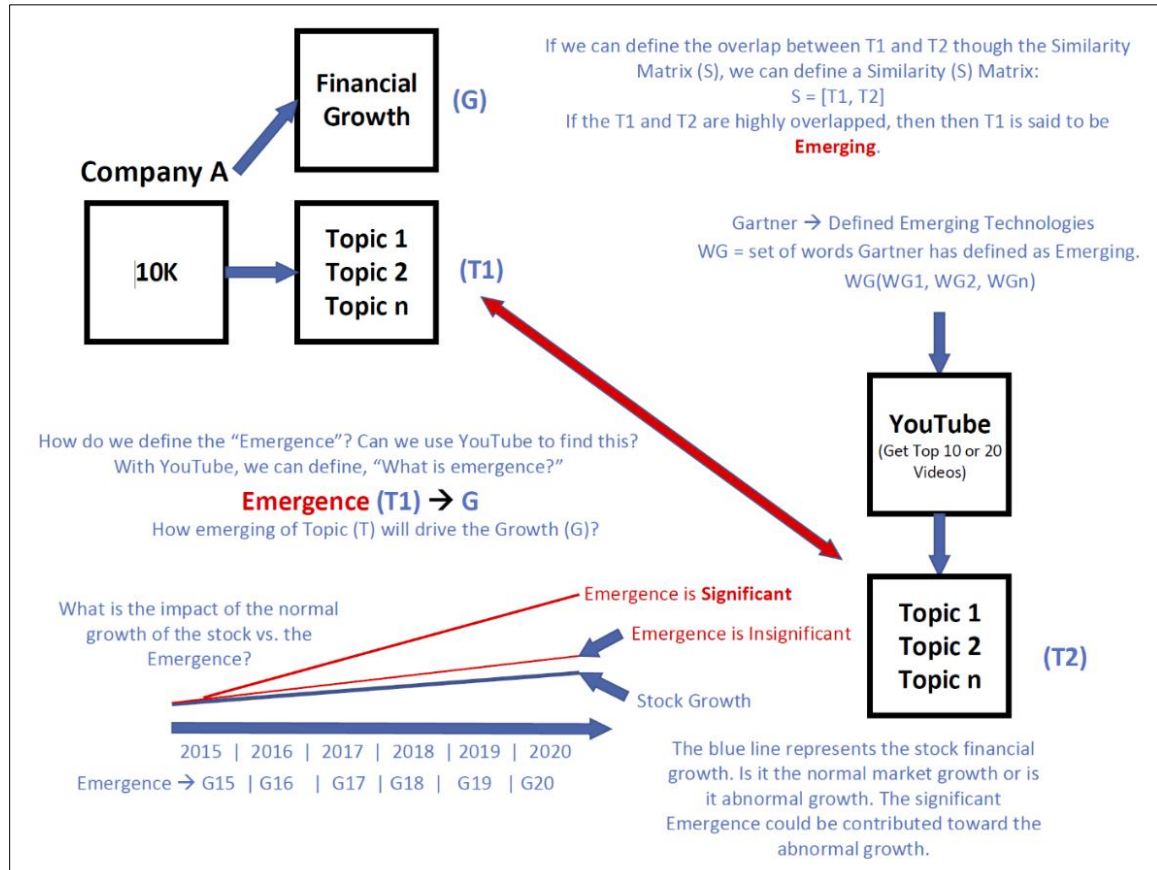 If we can define the overlap between T1 and T2 though the Similarity
Matrix (S), we can define a Similarity (S) Matrix:
S = [T1, T2]
If the T1 and T2 are highly overlapped, then then T1 is said to be
Emerging.
Financial
Growth
(G)
Company A
10K
Topic 1
Topic 2
Topic n
(T1)
Gartner → Defined Emerging Technologies
WG = set of words Gartner has defined as Emerging.
WG(WG1, WG2, WGn)
YouTube
(Get Top 10 or 20
Videos)
How do we define the “Emergence”? Can we use YouTube to find this?
With YouTube, we can define, “What is emergence?”
Emergence (T1) → G
How emerging of Topic (T) will drive the Growth (G)?
Topic 1
Topic 2
Topic n
(T2)
What is the impact of the normal
growth of the stock vs. the
Emergence?
Emergence is Significant
Emergence is Insignificant
Stock Growth
2015 | 2016 | 2017 | 2018 | 2019 | 2020
Emergence → G15 | G16 | G17 | G18 | G19 | G20
The blue line represents the stock financial
growth. Is it the normal market growth or is
it abnormal growth. The significant
Emergence could be contributed toward the
abnormal growth.